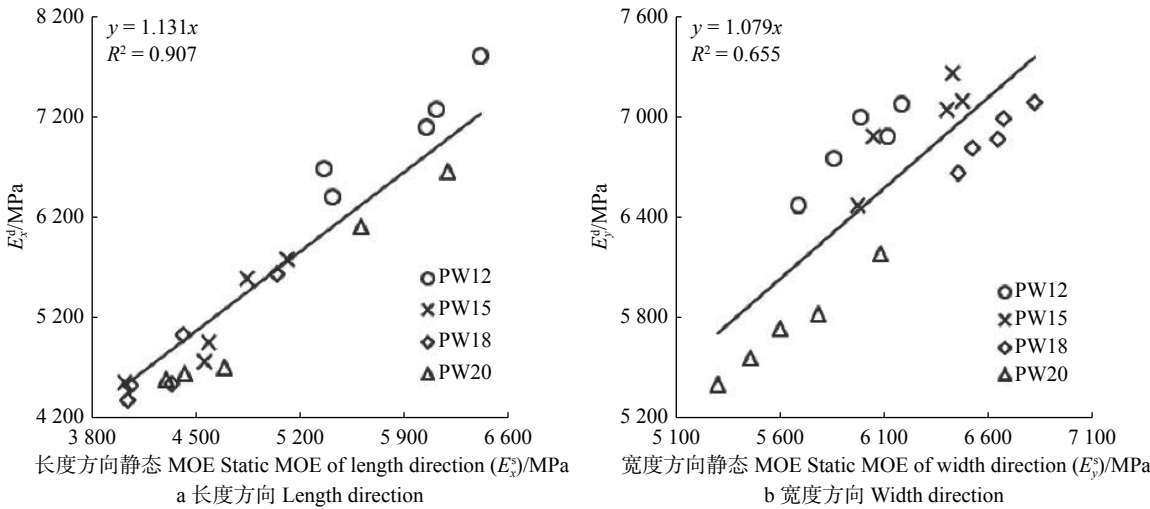 y = 1.131x
R² = 0.907
8 200
7 200
6 200
5 200
4 200
Eₓᵈ/MPa
PW12
PW15
PW18
PW20
3 800 4 500 5 200 5 900 6 600
长度方向静态 MOE Static MOE of length direction (Eₓˢ)/MPa
a 长度方向 Length direction
y = 1.079x
R² = 0.655
7 600
7 000
6 400
5 800
5 200
E_y^d/MPa
PW12
PW15
PW18
PW20
5 100 5 600 6 100 6 600 7 100
宽度方向静态 MOE Static MOE of width direction (E_y^s)/MPa
b 宽度方向 Width direction